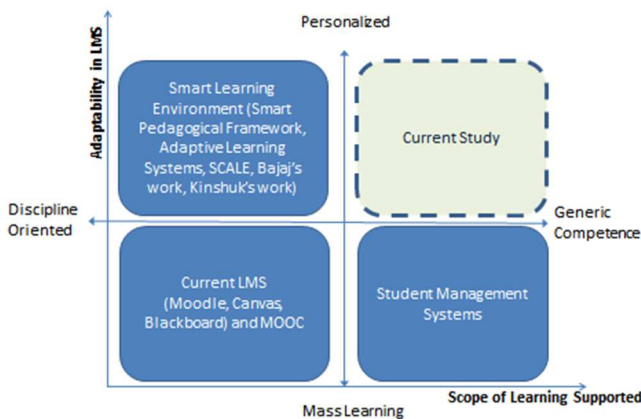 Personalized
Adaptability in LMS
Smart Learning
Environment (Smart
Pedagogical Framework,
Adaptive Learning
Systems, SCALE, Bajaj's
work, Kinshuk's work)
Current Study
Discipline
Oriented
Generic
Competence
Current LMS
(Moodle, Canvas,
Blackboard) and MOOC
Student Management
Systems
Scope of Learning Supported
Mass Learning